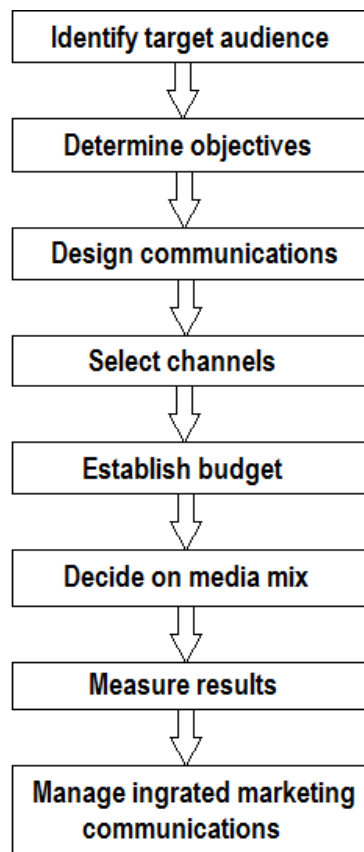 Identify target audience
Determine objectives
Design communications
Select channels
Establish budget
Decide on media mix
Measure results
Manage ingrated marketing
communications